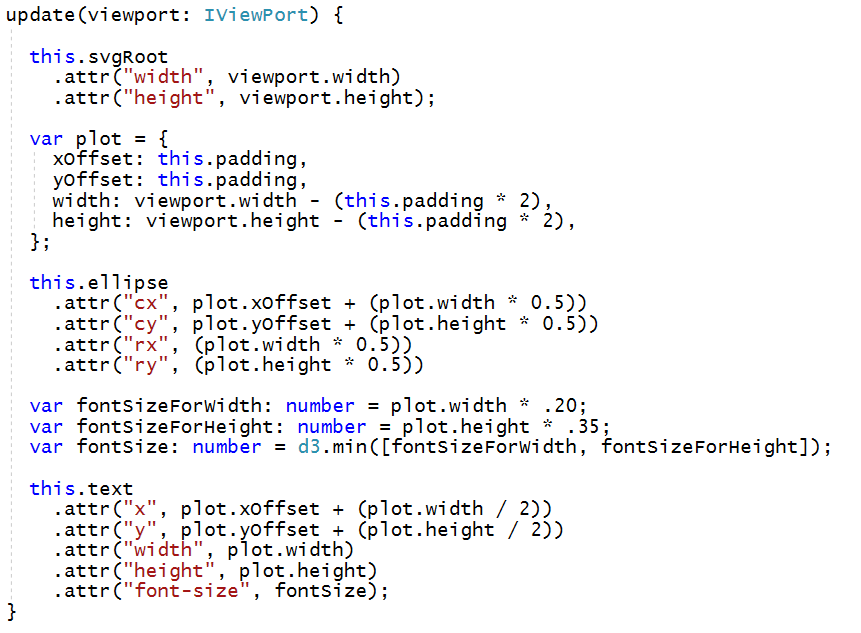 update(viewport: IViewPort) {
this.svgRoot
.attr("width", viewport.width)
.attr("height", viewport.height);
var plot = {
xOffset: this.padding,
yOffset: this.padding,
width: viewport.width - (this.padding * 2),
height: viewport.height - (this.padding * 2),
};
this.ellipse
.attr("cx", plot.xOffset + (plot.width * 0.5))
.attr("cy", plot.yOffset + (plot.height * 0.5))
.attr("rx", (plot.width * 0.5))
.attr("ry", (plot.height * 0.5))
var fontSizeForWidth: number = plot.width * .20;
var fontSizeForHeight: number = plot.height * .35;
var fontSize: number = d3.min([fontSizeForWidth, fontSizeForHeight]);
this.text
.attr("x", plot.xOffset + (plot.width / 2))
.attr("y", plot.yOffset + (plot.height / 2))
.attr("width", plot.width)
.attr("height", plot.height)
.attr("font-size", fontSize);
}